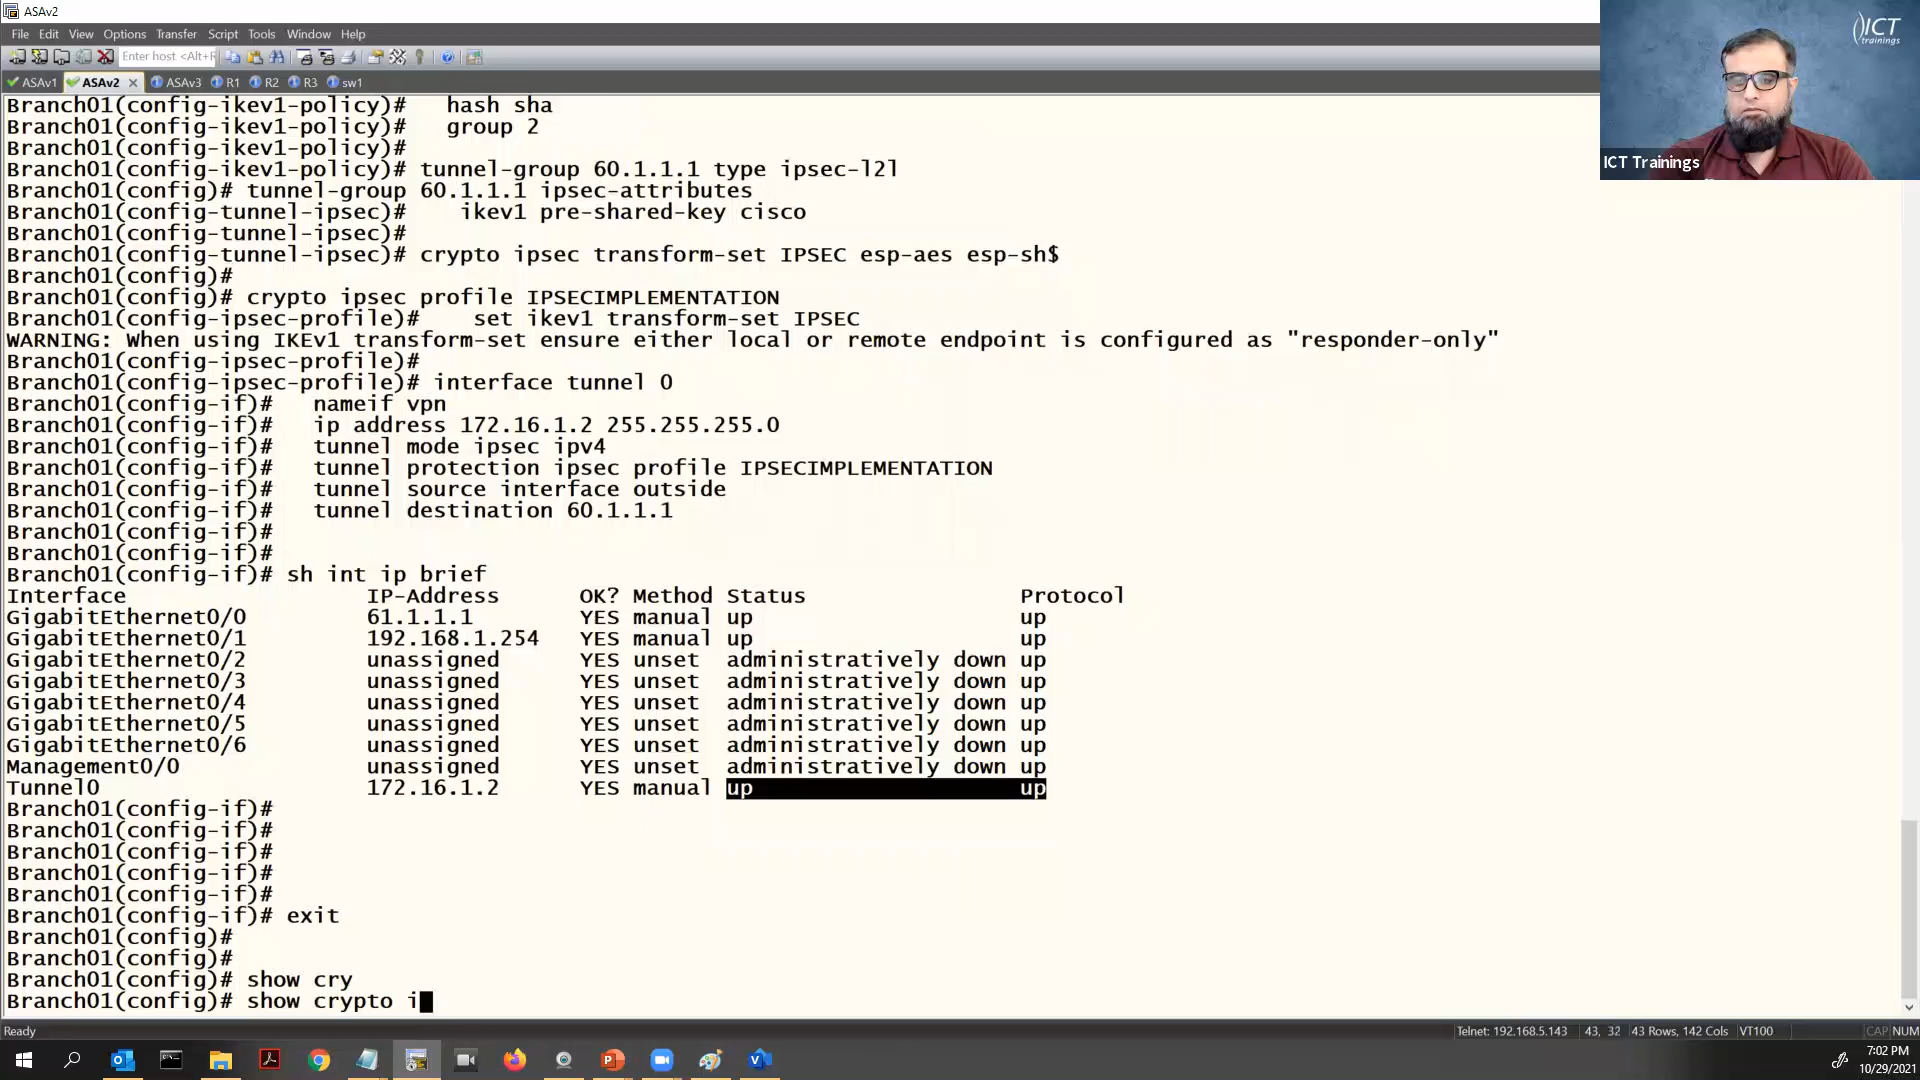 ASAv2
File Edit View Options Transfer Script Tools Window Help
Enter host <Alt+R
ASAv1 ASAv2 ASAv3 R1 R2 R3 sw1
Branch01(config-ikev1-policy)#   hash sha
Branch01(config-ikev1-policy)#   group 2
Branch01(config-ikev1-policy)#
Branch01(config-ikev1-policy)# tunnel-group 60.1.1.1 type ipsec-l2l
Branch01(config)# tunnel-group 60.1.1.1 ipsec-attributes
Branch01(config-tunnel-ipsec)#    ikev1 pre-shared-key cisco
Branch01(config-tunnel-ipsec)#
Branch01(config-tunnel-ipsec)# crypto ipsec transform-set IPSEC esp-aes esp-sh$
Branch01(config)#
Branch01(config)# crypto ipsec profile IPSECIMPLEMENTATION
Branch01(config-ipsec-profile)#    set ikev1 transform-set IPSEC
WARNING: When using IKEv1 transform-set ensure either local or remote endpoint is configured as "responder-only"
Branch01(config-ipsec-profile)#
Branch01(config-ipsec-profile)# interface tunnel 0
Branch01(config-if)#   nameif vpn
Branch01(config-if)#   ip address 172.16.1.2 255.255.255.0
Branch01(config-if)#   tunnel mode ipsec ipv4
Branch01(config-if)#   tunnel protection ipsec profile IPSECIMPLEMENTATION
Branch01(config-if)#   tunnel source interface outside
Branch01(config-if)#   tunnel destination 60.1.1.1
Branch01(config-if)#
Branch01(config-if)#
Branch01(config-if)# sh int ip brief
Interface                  IP-Address      OK? Method Status                Protocol
GigabitEthernet0/0         61.1.1.1        YES manual up                    up
GigabitEthernet0/1         192.168.1.254   YES manual up                    up
GigabitEthernet0/2         unassigned      YES unset  administratively down up
GigabitEthernet0/3         unassigned      YES unset  administratively down up
GigabitEthernet0/4         unassigned      YES unset  administratively down up
GigabitEthernet0/5         unassigned      YES unset  administratively down up
GigabitEthernet0/6         unassigned      YES unset  administratively down up
Management0/0              unassigned      YES unset  administratively down up
Tunnel0                    172.16.1.2      YES manual up                    up
Branch01(config-if)#
Branch01(config-if)#
Branch01(config-if)#
Branch01(config-if)#
Branch01(config-if)#
Branch01(config-if)# exit
Branch01(config)#
Branch01(config)#
Branch01(config)# show cry
Branch01(config)# show crypto i
ICT trainings
ICT Trainings
Ready Telnet: 192.168.5.143 43, 32 43 Rows, 142 Cols VT100 CAP NUM
7:02 PM
10/29/2021